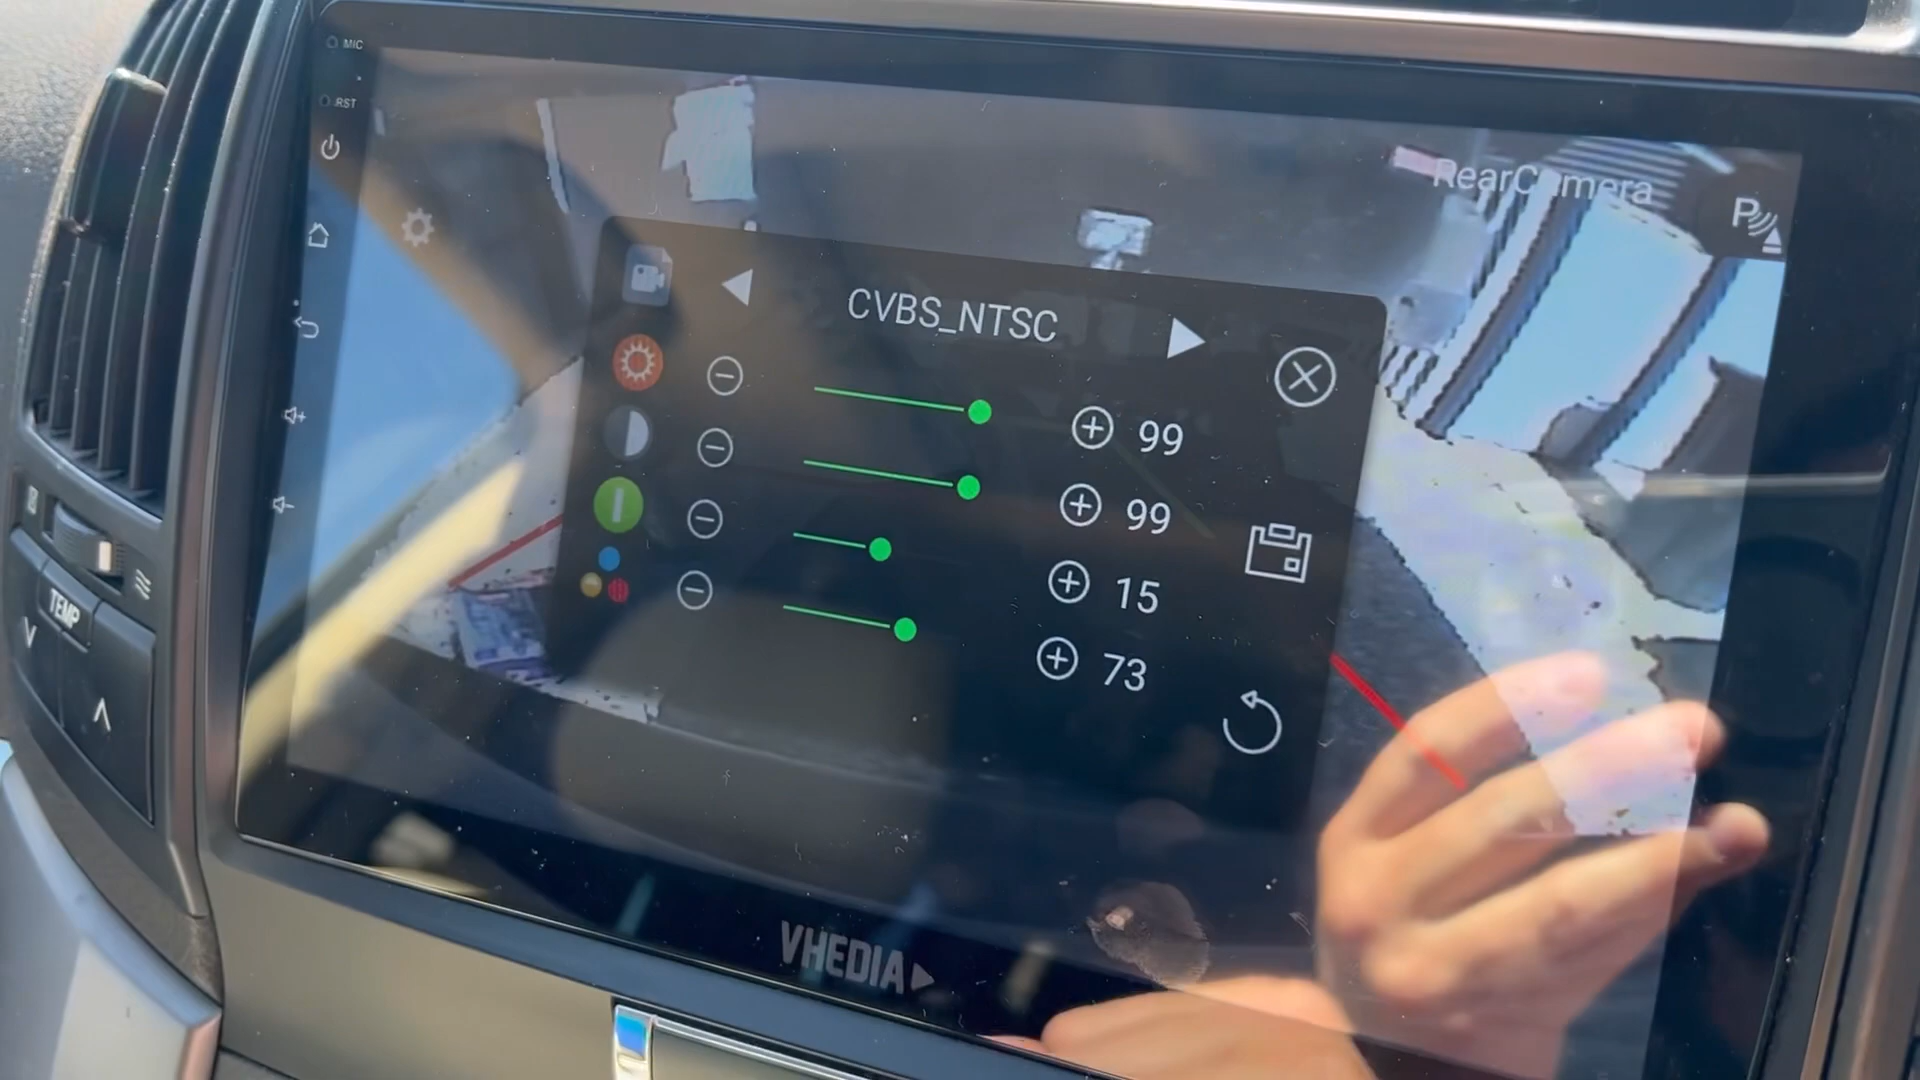 MIC
RST
RearCamera
P
CVBS_NTSC
99
99
15
73
TEMP
VHEDIA